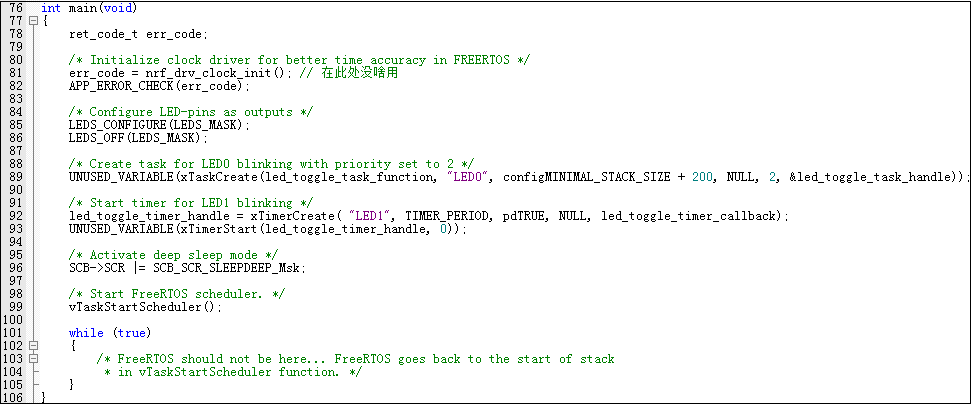 76 int main(void)
77 {
78     ret_code_t err_code;
79
80     /* Initialize clock driver for better time accuracy in FREERTOS */
81     err_code = nrf_drv_clock_init(); // 在此处没啥用
82     APP_ERROR_CHECK(err_code);
83
84     /* Configure LED-pins as outputs */
85     LEDS_CONFIGURE(LEDS_MASK);
86     LEDS_OFF(LEDS_MASK);
87
88     /* Create task for LED0 blinking with priority set to 2 */
89     UNUSED_VARIABLE(xTaskCreate(led_toggle_task_function, "LED0", configMINIMAL_STACK_SIZE + 200, NULL, 2, &led_toggle_task_handle));
90
91     /* Start timer for LED1 blinking */
92     led_toggle_timer_handle = xTimerCreate( "LED1", TIMER_PERIOD, pdTRUE, NULL, led_toggle_timer_callback);
93     UNUSED_VARIABLE(xTimerStart(led_toggle_timer_handle, 0));
94
95     /* Activate deep sleep mode */
96     SCB->SCR |= SCB_SCR_SLEEPDEEP_Msk;
97
98     /* Start FreeRTOS scheduler. */
99     vTaskStartScheduler();
100
101     while (true)
102     {
103         /* FreeRTOS should not be here... FreeRTOS goes back to the start of stack
104          * in vTaskStartScheduler function. */
105     }
106 }